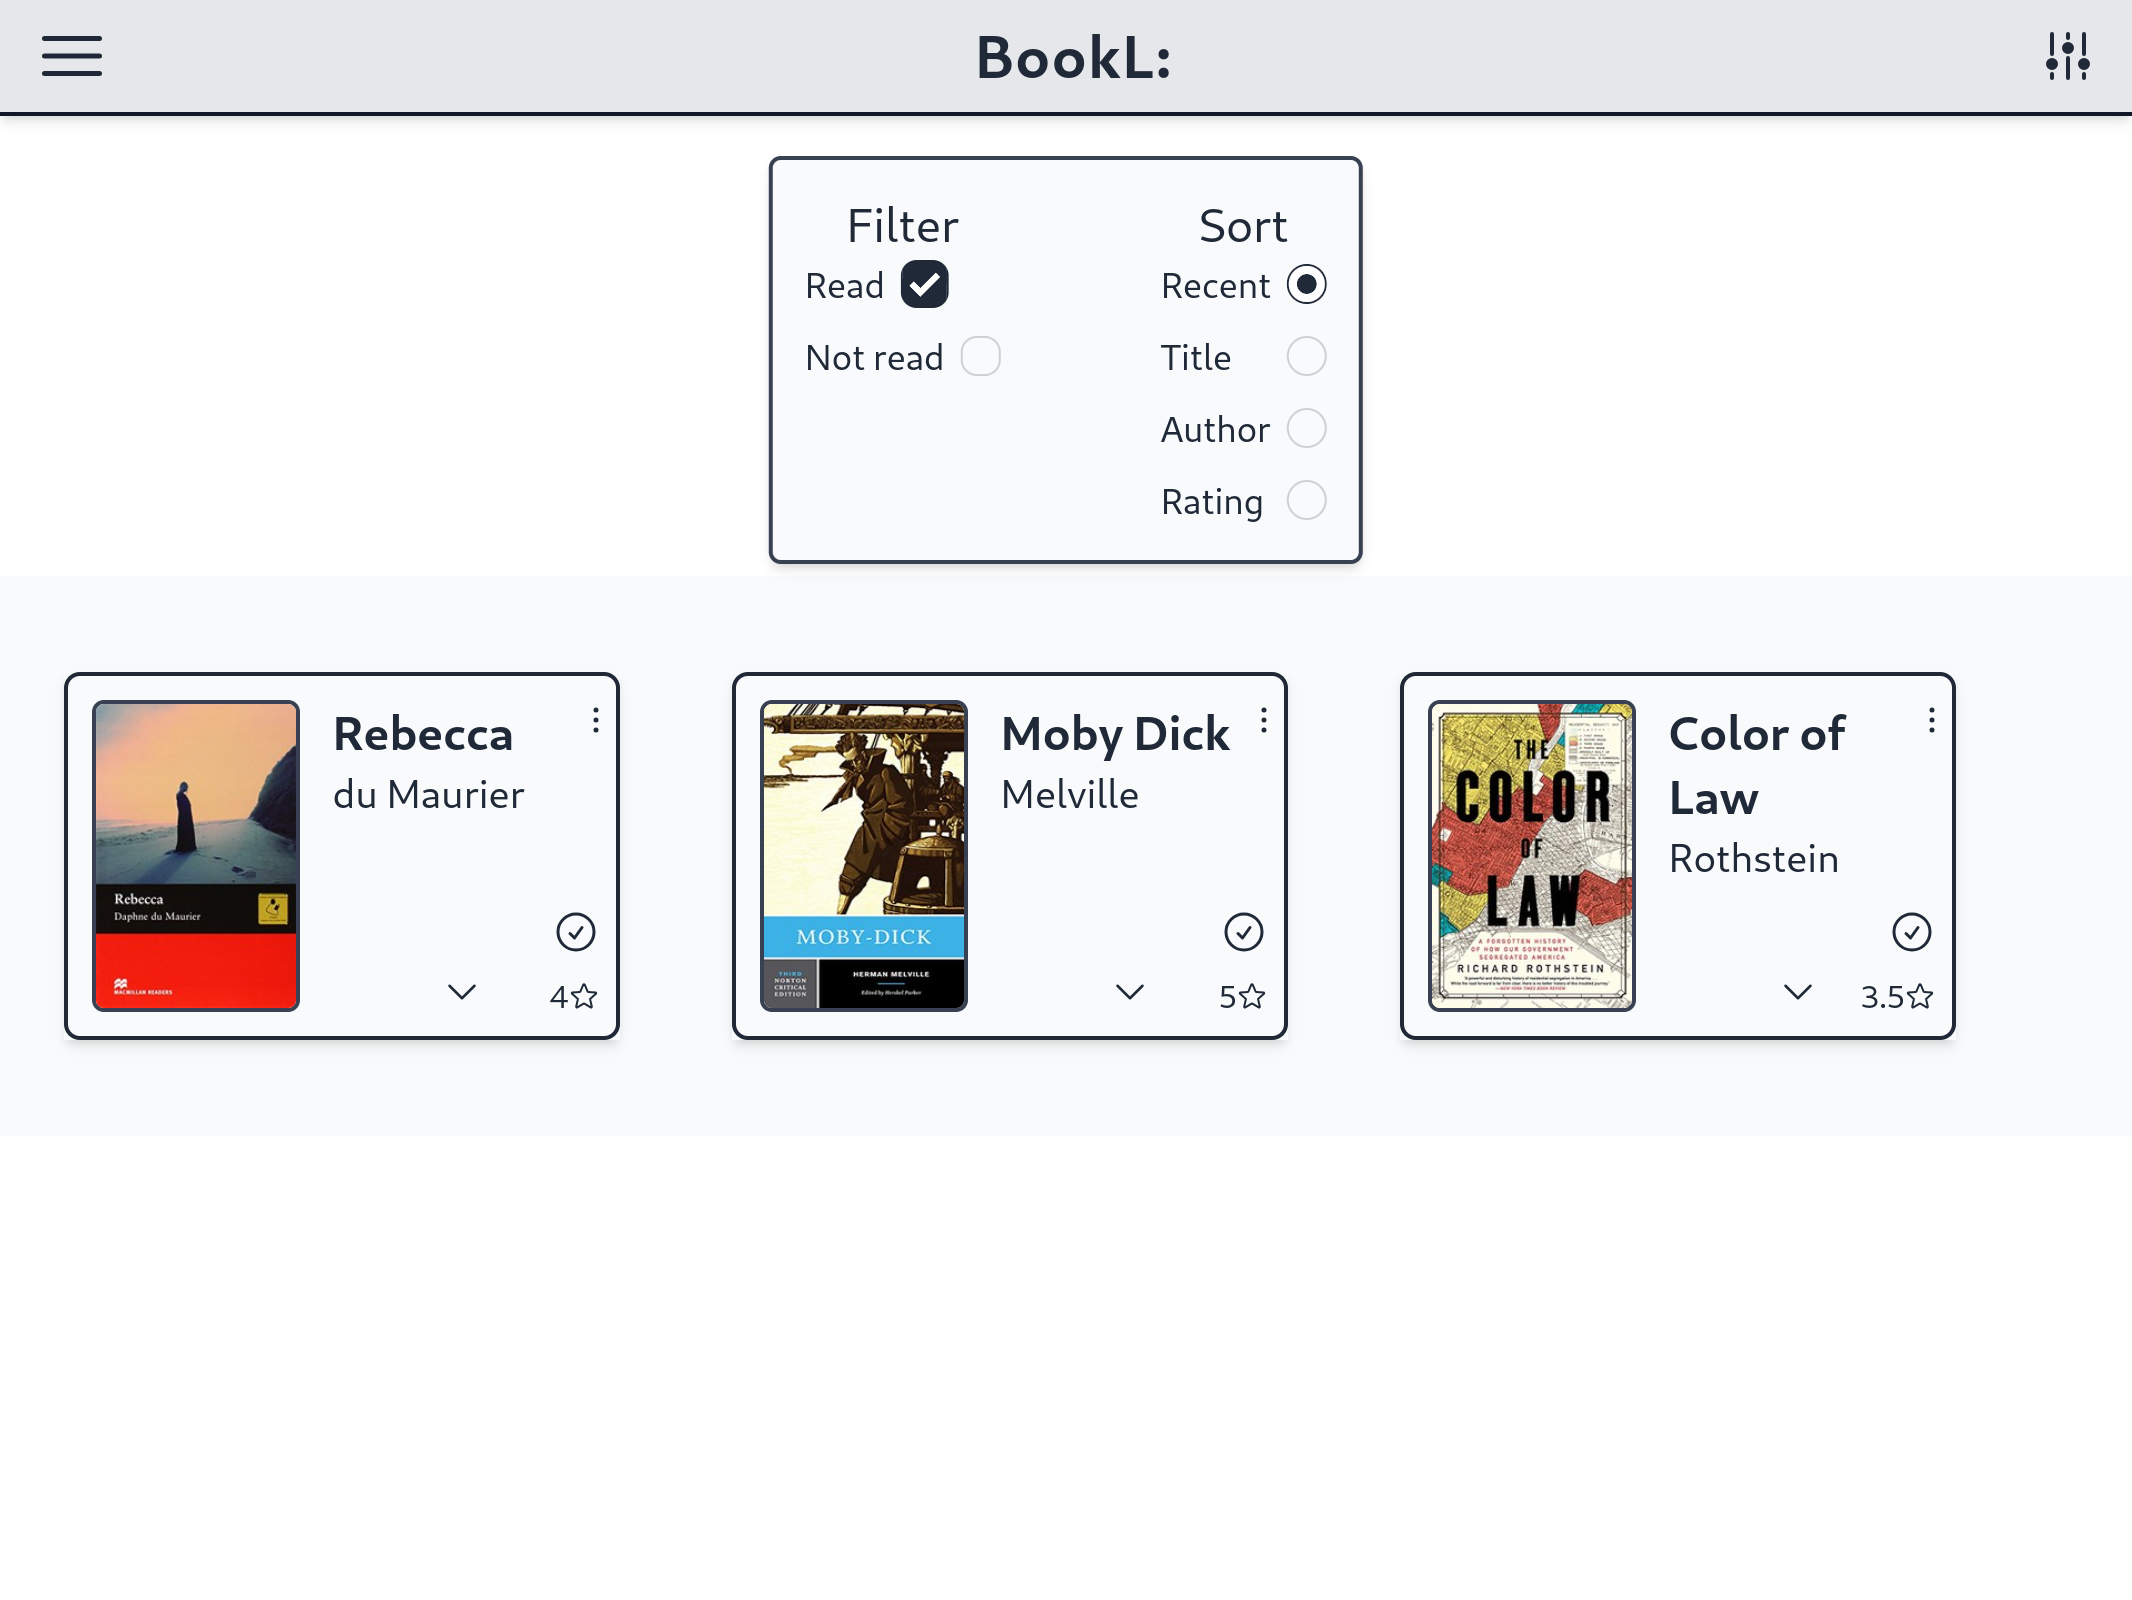 BookL:
Filter
Read
Not read
Sort
Recent
Title
Author
Rating
Rebecca
du Maurier
4
Rebecca
Daphne du Maurier
MACMILLAN READERS
Moby Dick
Melville
5
MOBY-DICK
THIRD
NORTON
CRITICAL
EDITION
HERMAN MELVILLE
Edited by Hershel Parker
Color of
Law
Rothstein
3.5
THE
COLOR
OF
LAW
A FORGOTTEN HISTORY
OF HOW OUR GOVERNMENT
SEGREGATED AMERICA
RICHARD ROTHSTEIN